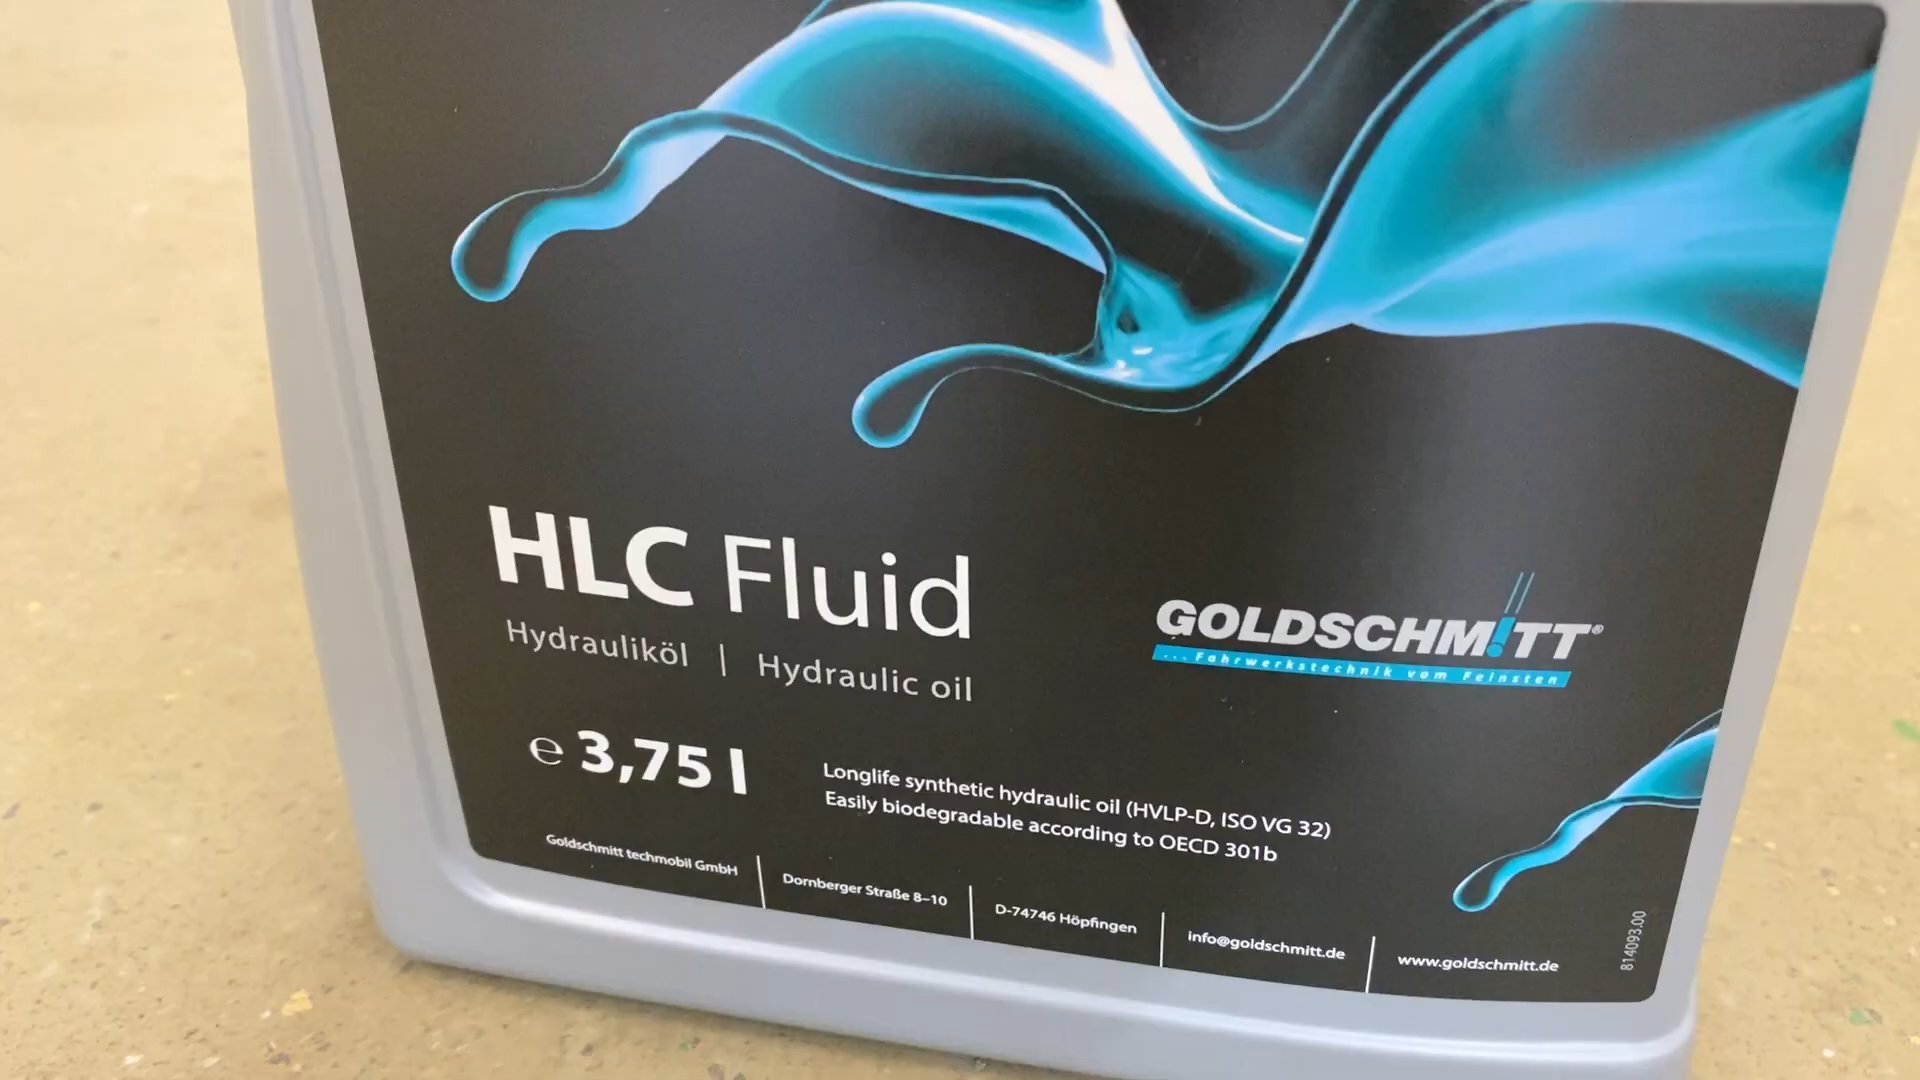 HLC Fluid
Hydrauliköl | Hydraulic oil
GOLDSCHM!TT®
...Fahrwerkstechnik vom Feinsten
℮ 3,75 l
Longlife synthetic hydraulic oil (HVLP-D, ISO VG 32)
Easily biodegradable according to OECD 301b
Goldschmitt techmobil GmbH | Dornberger Straße 8–10 | D-74746 Höpfingen | info@goldschmitt.de | www.goldschmitt.de
814093.00